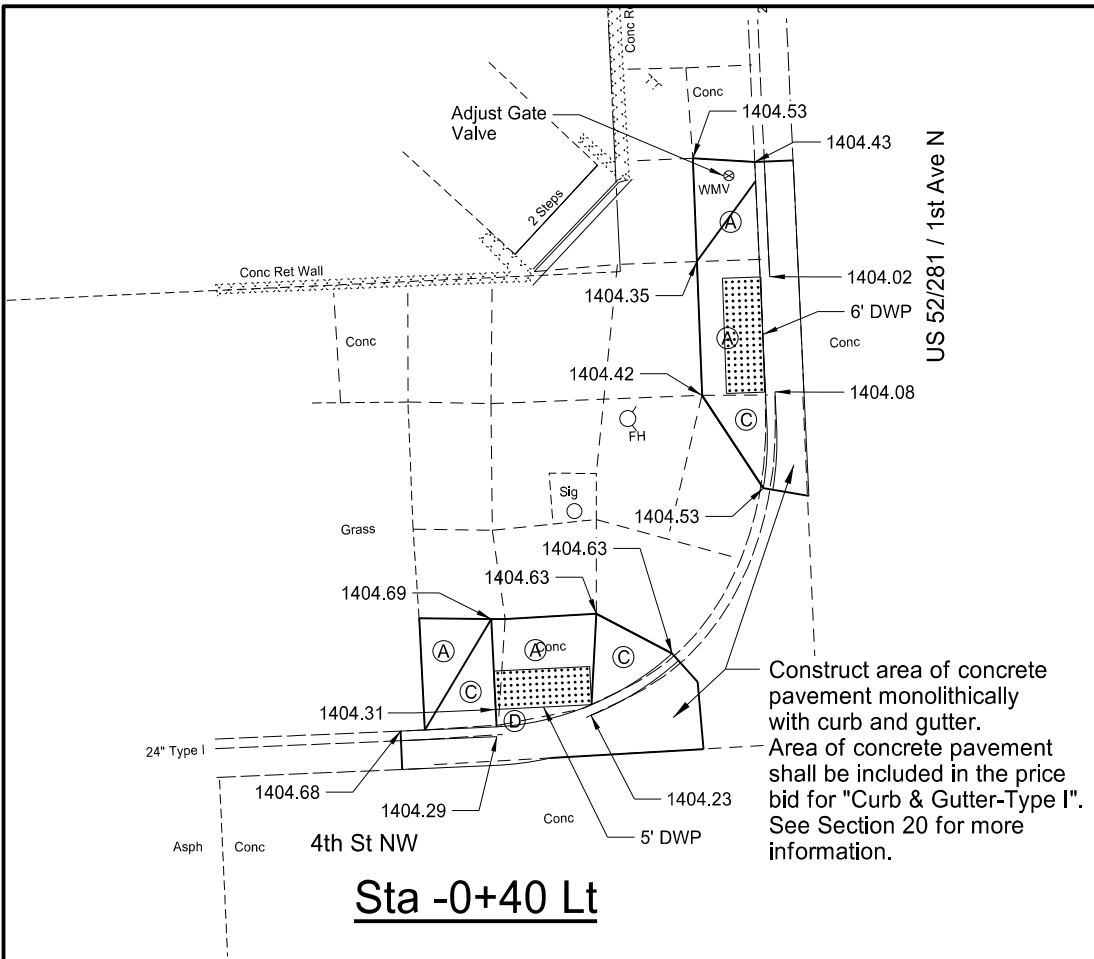 Conc R
2
Conc
Adjust Gate
Valve
1404.53
1404.43
WMV
US 52/281 / 1st Ave N
2 Steps
A
Conc Ret Wall
1404.02
1404.35
6' DWP
Conc
A
Conc
1404.42
1404.08
C
FH
Sig
1404.53
Grass
1404.63
1404.63
1404.69
A
A
Conc
C
C
Construct area of concrete
pavement monolithically
with curb and gutter.
Area of concrete pavement
shall be included in the price
bid for "Curb & Gutter-Type I".
See Section 20 for more
information.
1404.31
D
24" Type I
1404.68
1404.29
1404.23
Conc
5' DWP
Asph
Conc
4th St NW
Sta -0+40 Lt